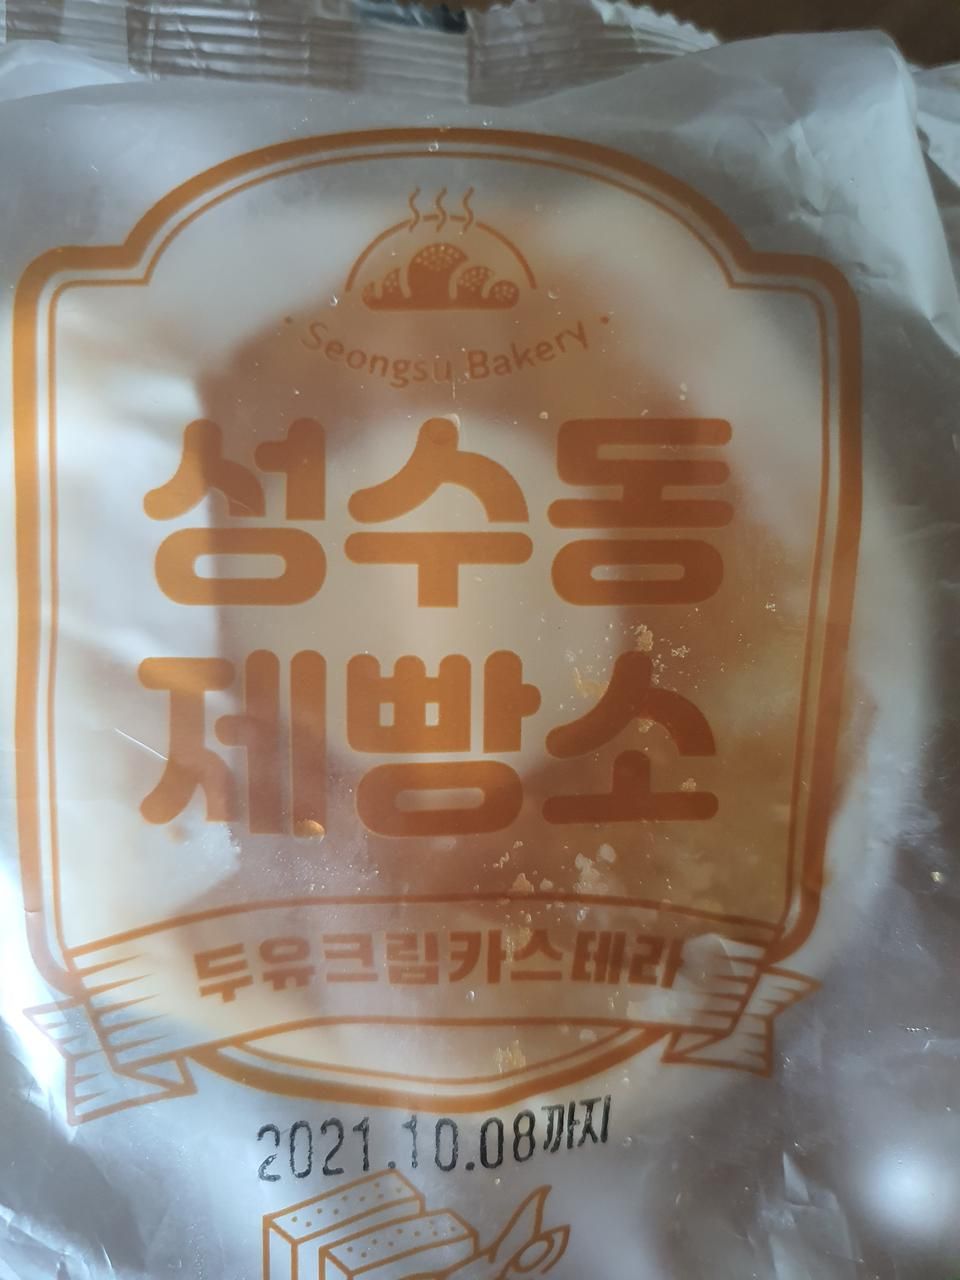 Seongsu Bakery
성수동
제빵소
두유크림카스테라
2021.10.08까지